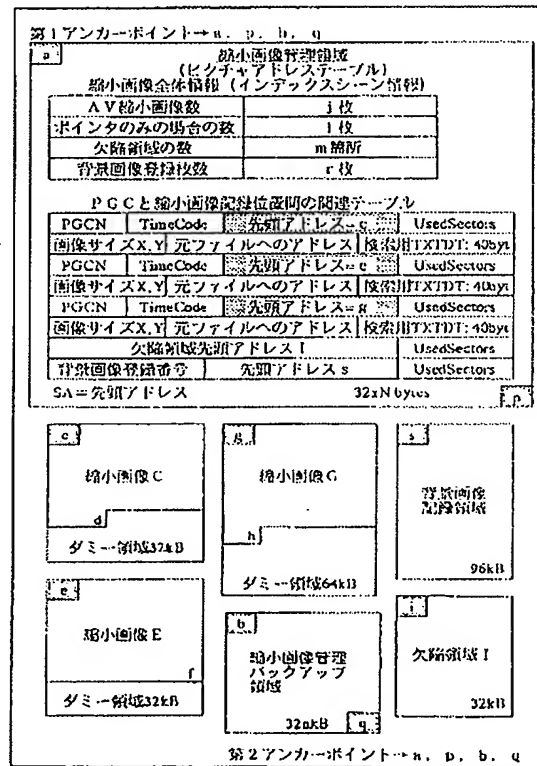 第1アンカーポイント→a, p, b, q
a
縮小画像管理領域
(ピクチャアドレステーブル)
縮小画像全体情報 (インデックスシーン情報)
AV縮小画像数 j枚
ポインタのみの場合の数 l枚
欠陥領域の数 m箇所
背景画像登録枚数 r枚
PGCと縮小画像記録位置間の関連テーブル
PGCN TimeCode 先頭アドレス=c UsedSectors
画像サイズX,Y 元ファイルへのアドレス 検索用TXTDT: 40byt
PGCN TimeCode 先頭アドレス=e UsedSectors
画像サイズX,Y 元ファイルへのアドレス 検索用TXTDT: 40byt
PGCN TimeCode 先頭アドレス=g UsedSectors
画像サイズX,Y 元ファイルへのアドレス 検索用TXTDT: 40byt
欠陥領域先頭アドレス I UsedSectors
背景画像登録番号 先頭アドレス s UsedSectors
SA=先頭アドレス 32xN bytes p
c
縮小画像 C
d
ダミー領域32kB
g
縮小画像 G
h
ダミー領域64kB
s
背景画像
記録領域
96kB
e
縮小画像 E
f
ダミー領域32kB
b
縮小画像管理
バックアップ
領域
32nkB q
i
欠陥領域 I
32kB
第2アンカーポイント→a, p, b, q